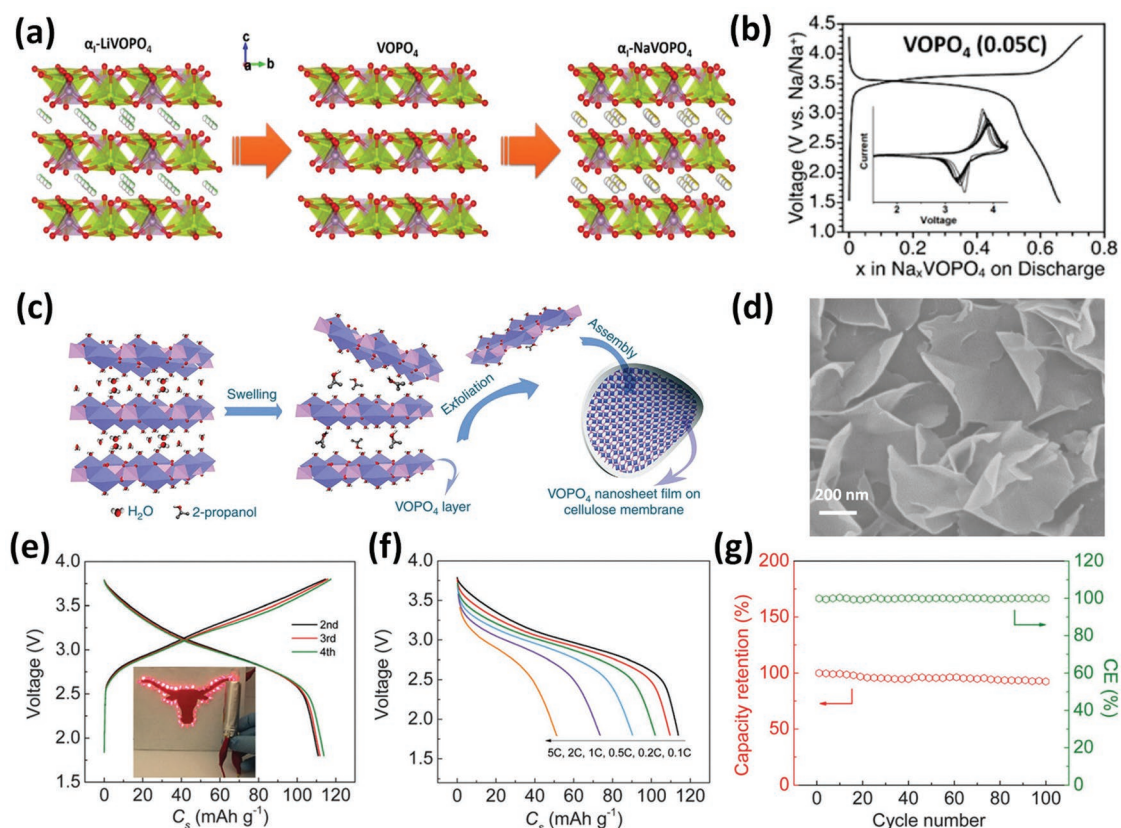 (a)
αI-LiVOPO4
VOPO4
αI-NaVOPO4
c
a
b
(b)
VOPO4 (0.05C)
Voltage (V vs. Na/Na+)
4.5
4.0
3.5
3.0
2.5
2.0
1.5
1.0
Current
2 3 4
Voltage
0 0.2 0.4 0.6 0.8
x in NaxVOPO4 on Discharge
(c)
Swelling
Exfoliation
Assembly
H2O
2-propanol
VOPO4 layer
VOPO4 nanosheet film on
cellulose membrane
(d)
200 nm
(e)
Voltage (V)
4.0
3.5
3.0
2.5
2.0
1.5
2nd
3rd
4th
0 20 40 60 80 100 120
Cs (mAh g-1)
(f)
Voltage (V)
4.0
3.5
3.0
2.5
2.0
1.5
5C, 2C, 1C, 0.5C, 0.2C, 0.1C
0 20 40 60 80 100 120
Cs (mAh g-1)
(g)
Capacity retention (%)
200
175
150
125
100
75
50
25
0
CE (%)
120
100
80
60
40
20
0
0 20 40 60 80 100
Cycle number